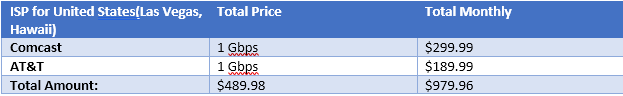 ISP for United States(Las Vegas, Total Price Total Monthly
Hawaii)
Comcast 1 Gbps $299.99
AT&T 1 Gbps $189.99
Total Amount: $489.98 $979.96